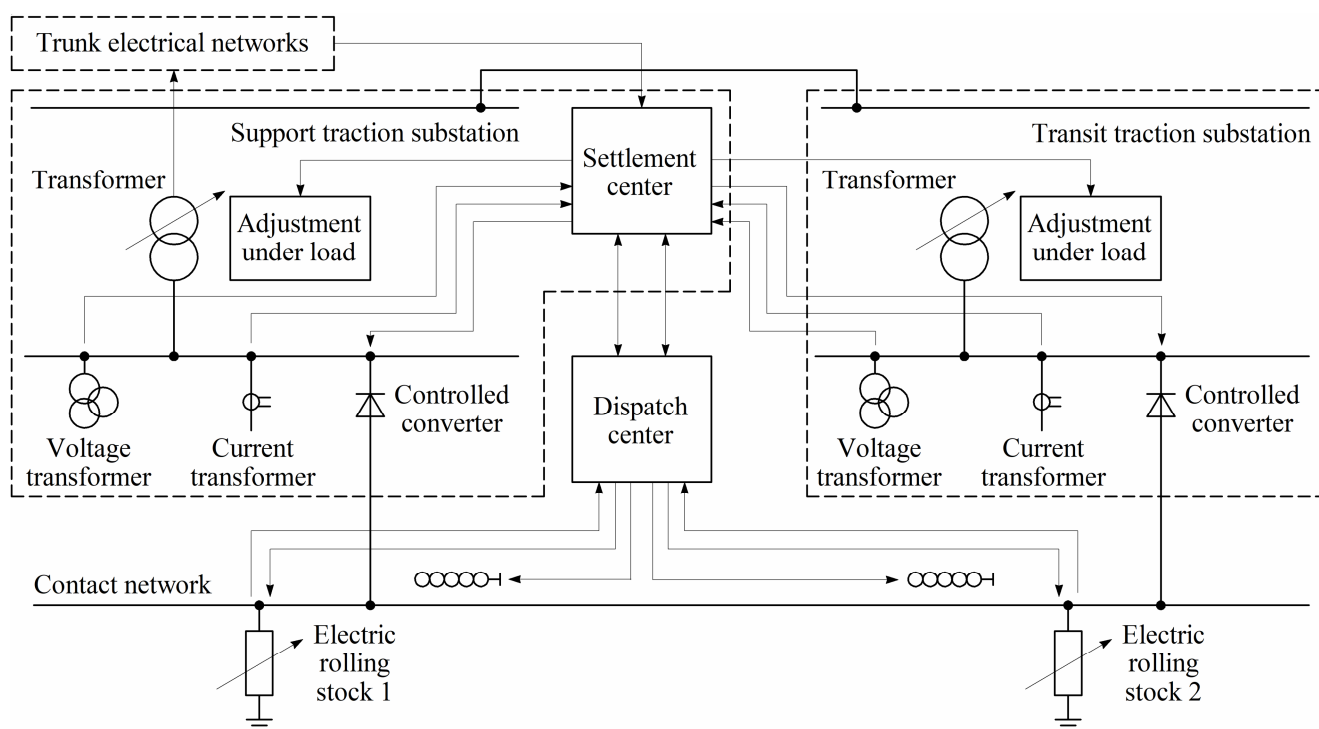 Trunk electrical networks
Support traction substation
Transit traction substation
Settlement
center
Transformer
Adjustment
under load
Transformer
Adjustment
under load
Controlled
converter
Voltage
transformer
Current
transformer
Dispatch
center
Controlled
converter
Voltage
transformer
Current
transformer
Contact network
Electric
rolling
stock 1
Electric
rolling
stock 2